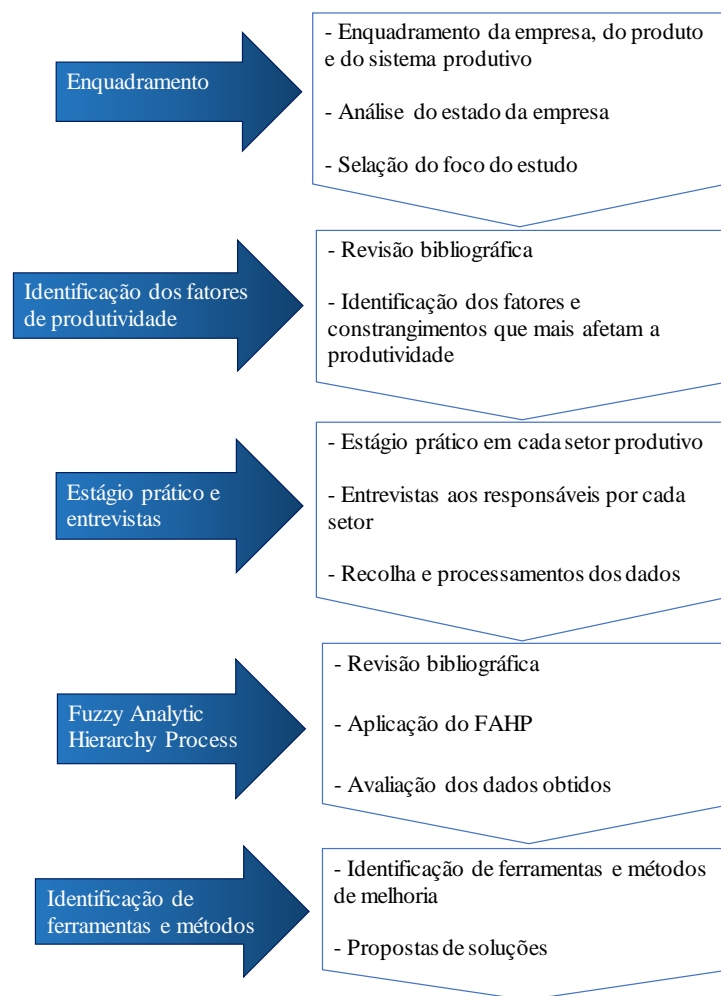 Enquadramento
- Enquadramento da empresa, do produto
e do sistema produtivo
- Análise do estado da empresa
- Selação do foco do estudo
Identificação dos fatores
de produtividade
- Revisão bibliográfica
- Identificação dos fatores e
constrangimentos que mais afetam a
produtividade
Estágio prático e
entrevistas
- Estágio prático em cada setor produtivo
- Entrevistas aos responsáveis por cada
setor
- Recolha e processamentos dos dados
Fuzzy Analytic
Hierarchy Process
- Revisão bibliográfica
- Aplicação do FAHP
- Avaliação dos dados obtidos
Identificação de
ferramentas e métodos
- Identificação de ferramentas e métodos
de melhoria
- Propostas de soluções